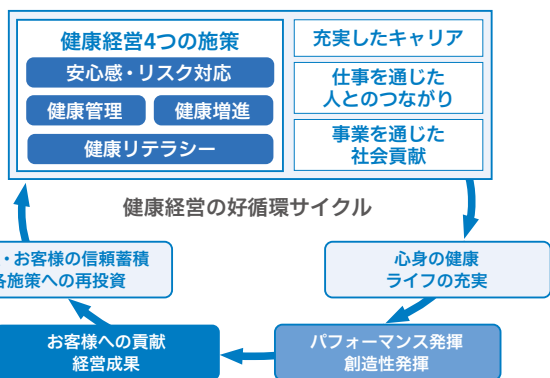 健康経営4つの施策
安心感・リスク対応
健康管理
健康増進
健康リテラシー
充実したキャリア
仕事を通じた
人とのつながり
事業を通じた
社会貢献
健康経営の好循環サイクル
心身の健康
ライフの充実
パフォーマンス発揮
創造性発揮
お客様への貢献
経営成果
・お客様の信頼蓄積
施策への再投資